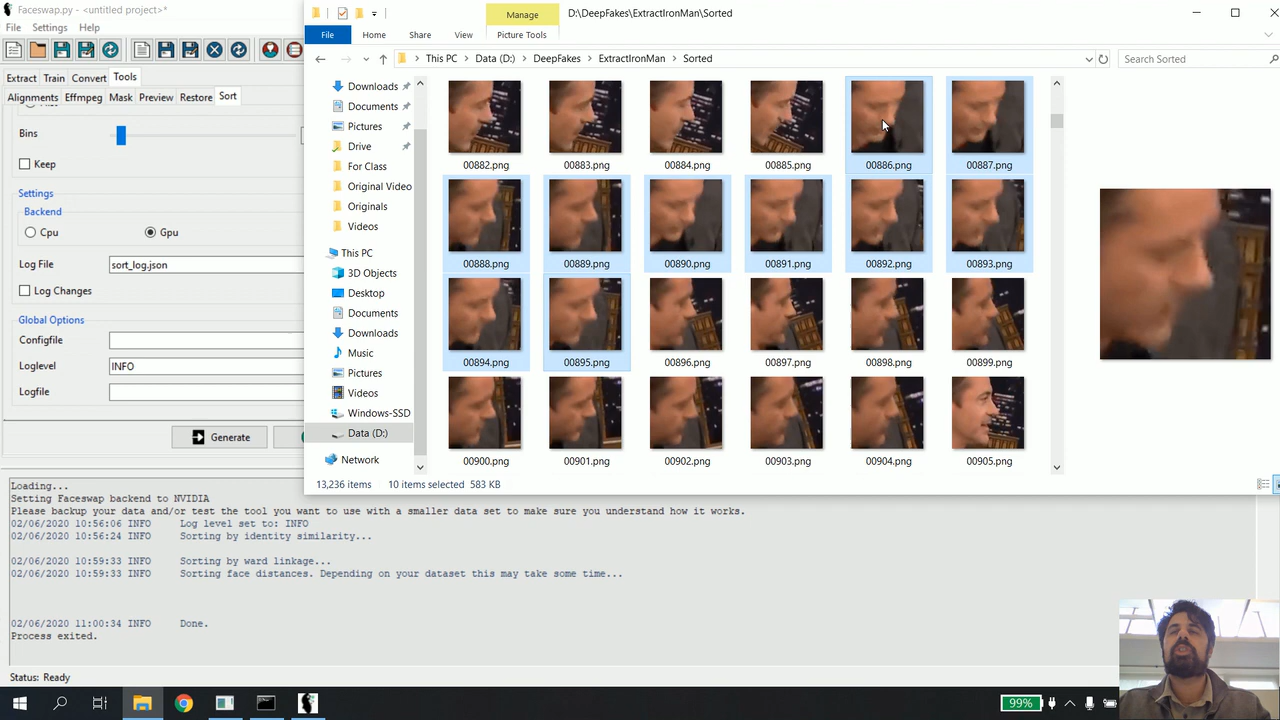 Faceswap.py - <untitled project>*
File Settings Help
Extract Train Convert Tools
Alignments Effmpeg Mask Preview Restore Sort
Bins
Keep
Settings
Backend
Cpu Gpu
Log File sort_log.json
Log Changes
Global Options
Configfile
Loglevel INFO
Logfile
Generate
Manage D:\DeepFakes\ExtractIronMan\Sorted
File Home Share View Picture Tools
This PC Data (D:) DeepFakes ExtractIronMan Sorted
Search Sorted
Downloads
Documents
Pictures
Drive
For Class
Original Video
Originals
Videos
This PC
3D Objects
Desktop
Documents
Downloads
Music
Pictures
Videos
Windows-SSD
Data (D:)
Network
00882.png 00883.png 00884.png 00885.png 00886.png 00887.png
00888.png 00889.png 00890.png 00891.png 00892.png 00893.png
00894.png 00895.png 00896.png 00897.png 00898.png 00899.png
00900.png 00901.png 00902.png 00903.png 00904.png 00905.png
13,236 items 10 items selected 583 KB
Loading...
Setting Faceswap backend to NVIDIA
Please backup your data and/or test the tool you want to use with a smaller data set to make sure you understand how it works.
02/06/2020 10:56:06 INFO Log level set to: INFO
02/06/2020 10:56:24 INFO Sorting by identity similarity...
02/06/2020 10:59:33 INFO Sorting by ward linkage...
02/06/2020 10:59:33 INFO Sorting face distances. Depending on your dataset this may take some time...
02/06/2020 11:00:34 INFO Done.
Process exited.
Status: Ready
99%